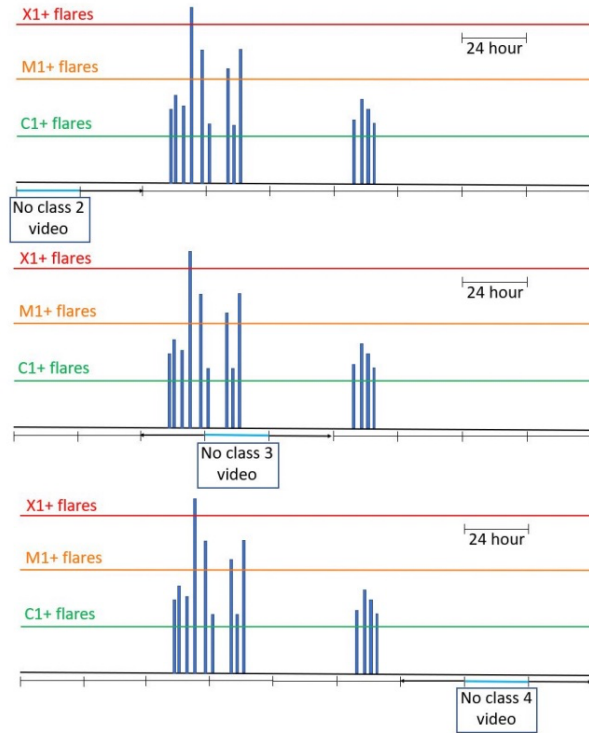 X1+ flares
24 hour
M1+ flares
C1+ flares
No class 2
video
X1+ flares
24 hour
M1+ flares
C1+ flares
No class 3
video
X1+ flares
24 hour
M1+ flares
C1+ flares
No class 4
video